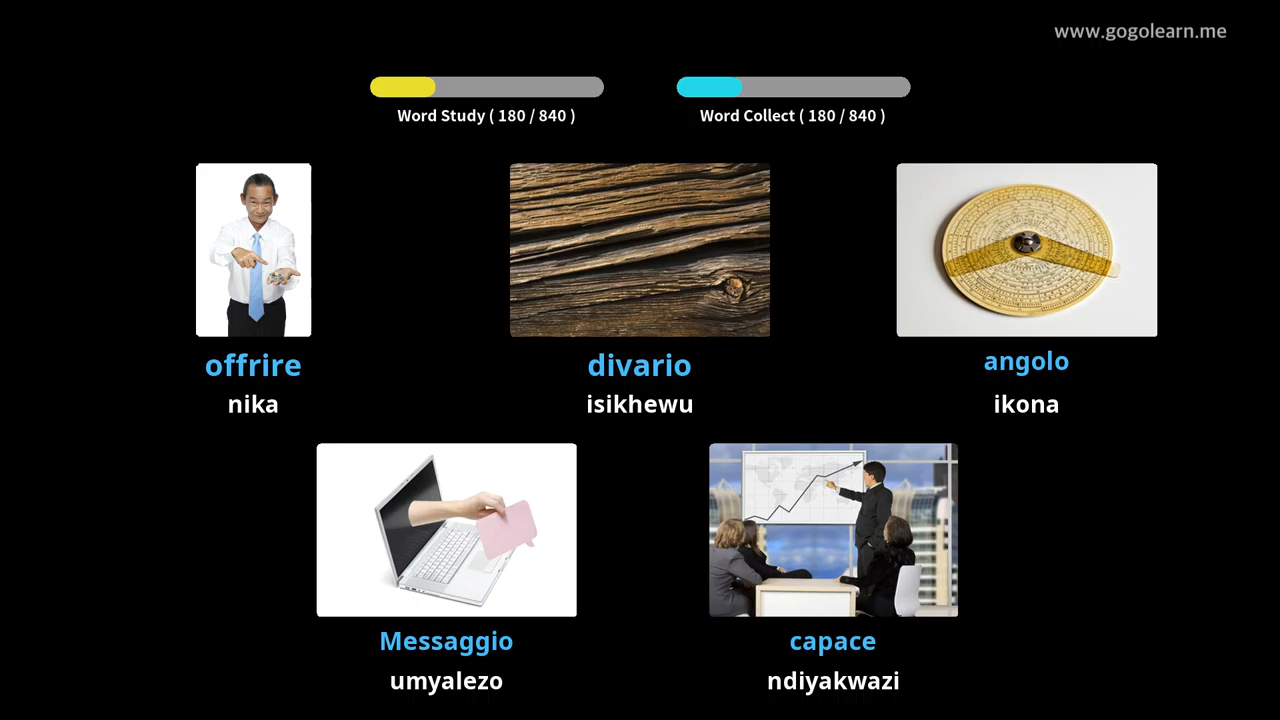 www.gogolearn.me
Word Study ( 180 / 840 )
Word Collect ( 180 / 840 )
offrire
nika
divario
isikhewu
angolo
ikona
Messaggio
umyalezo
capace
ndiyakwazi